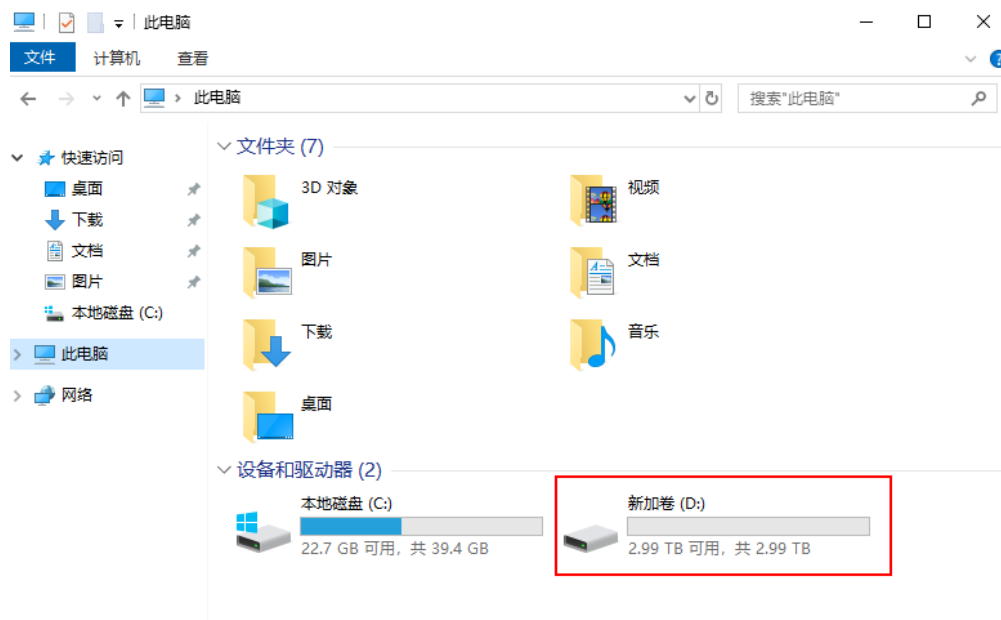 此电脑
文件 计算机 查看
此电脑 搜索"此电脑"
快速访问
桌面
下载
文档
图片
本地磁盘 (C:)
此电脑
网络
文件夹 (7)
3D 对象 视频
图片 文档
下载 音乐
桌面
设备和驱动器 (2)
本地磁盘 (C:) 新加卷 (D:)
22.7 GB 可用，共 39.4 GB 2.99 TB 可用，共 2.99 TB